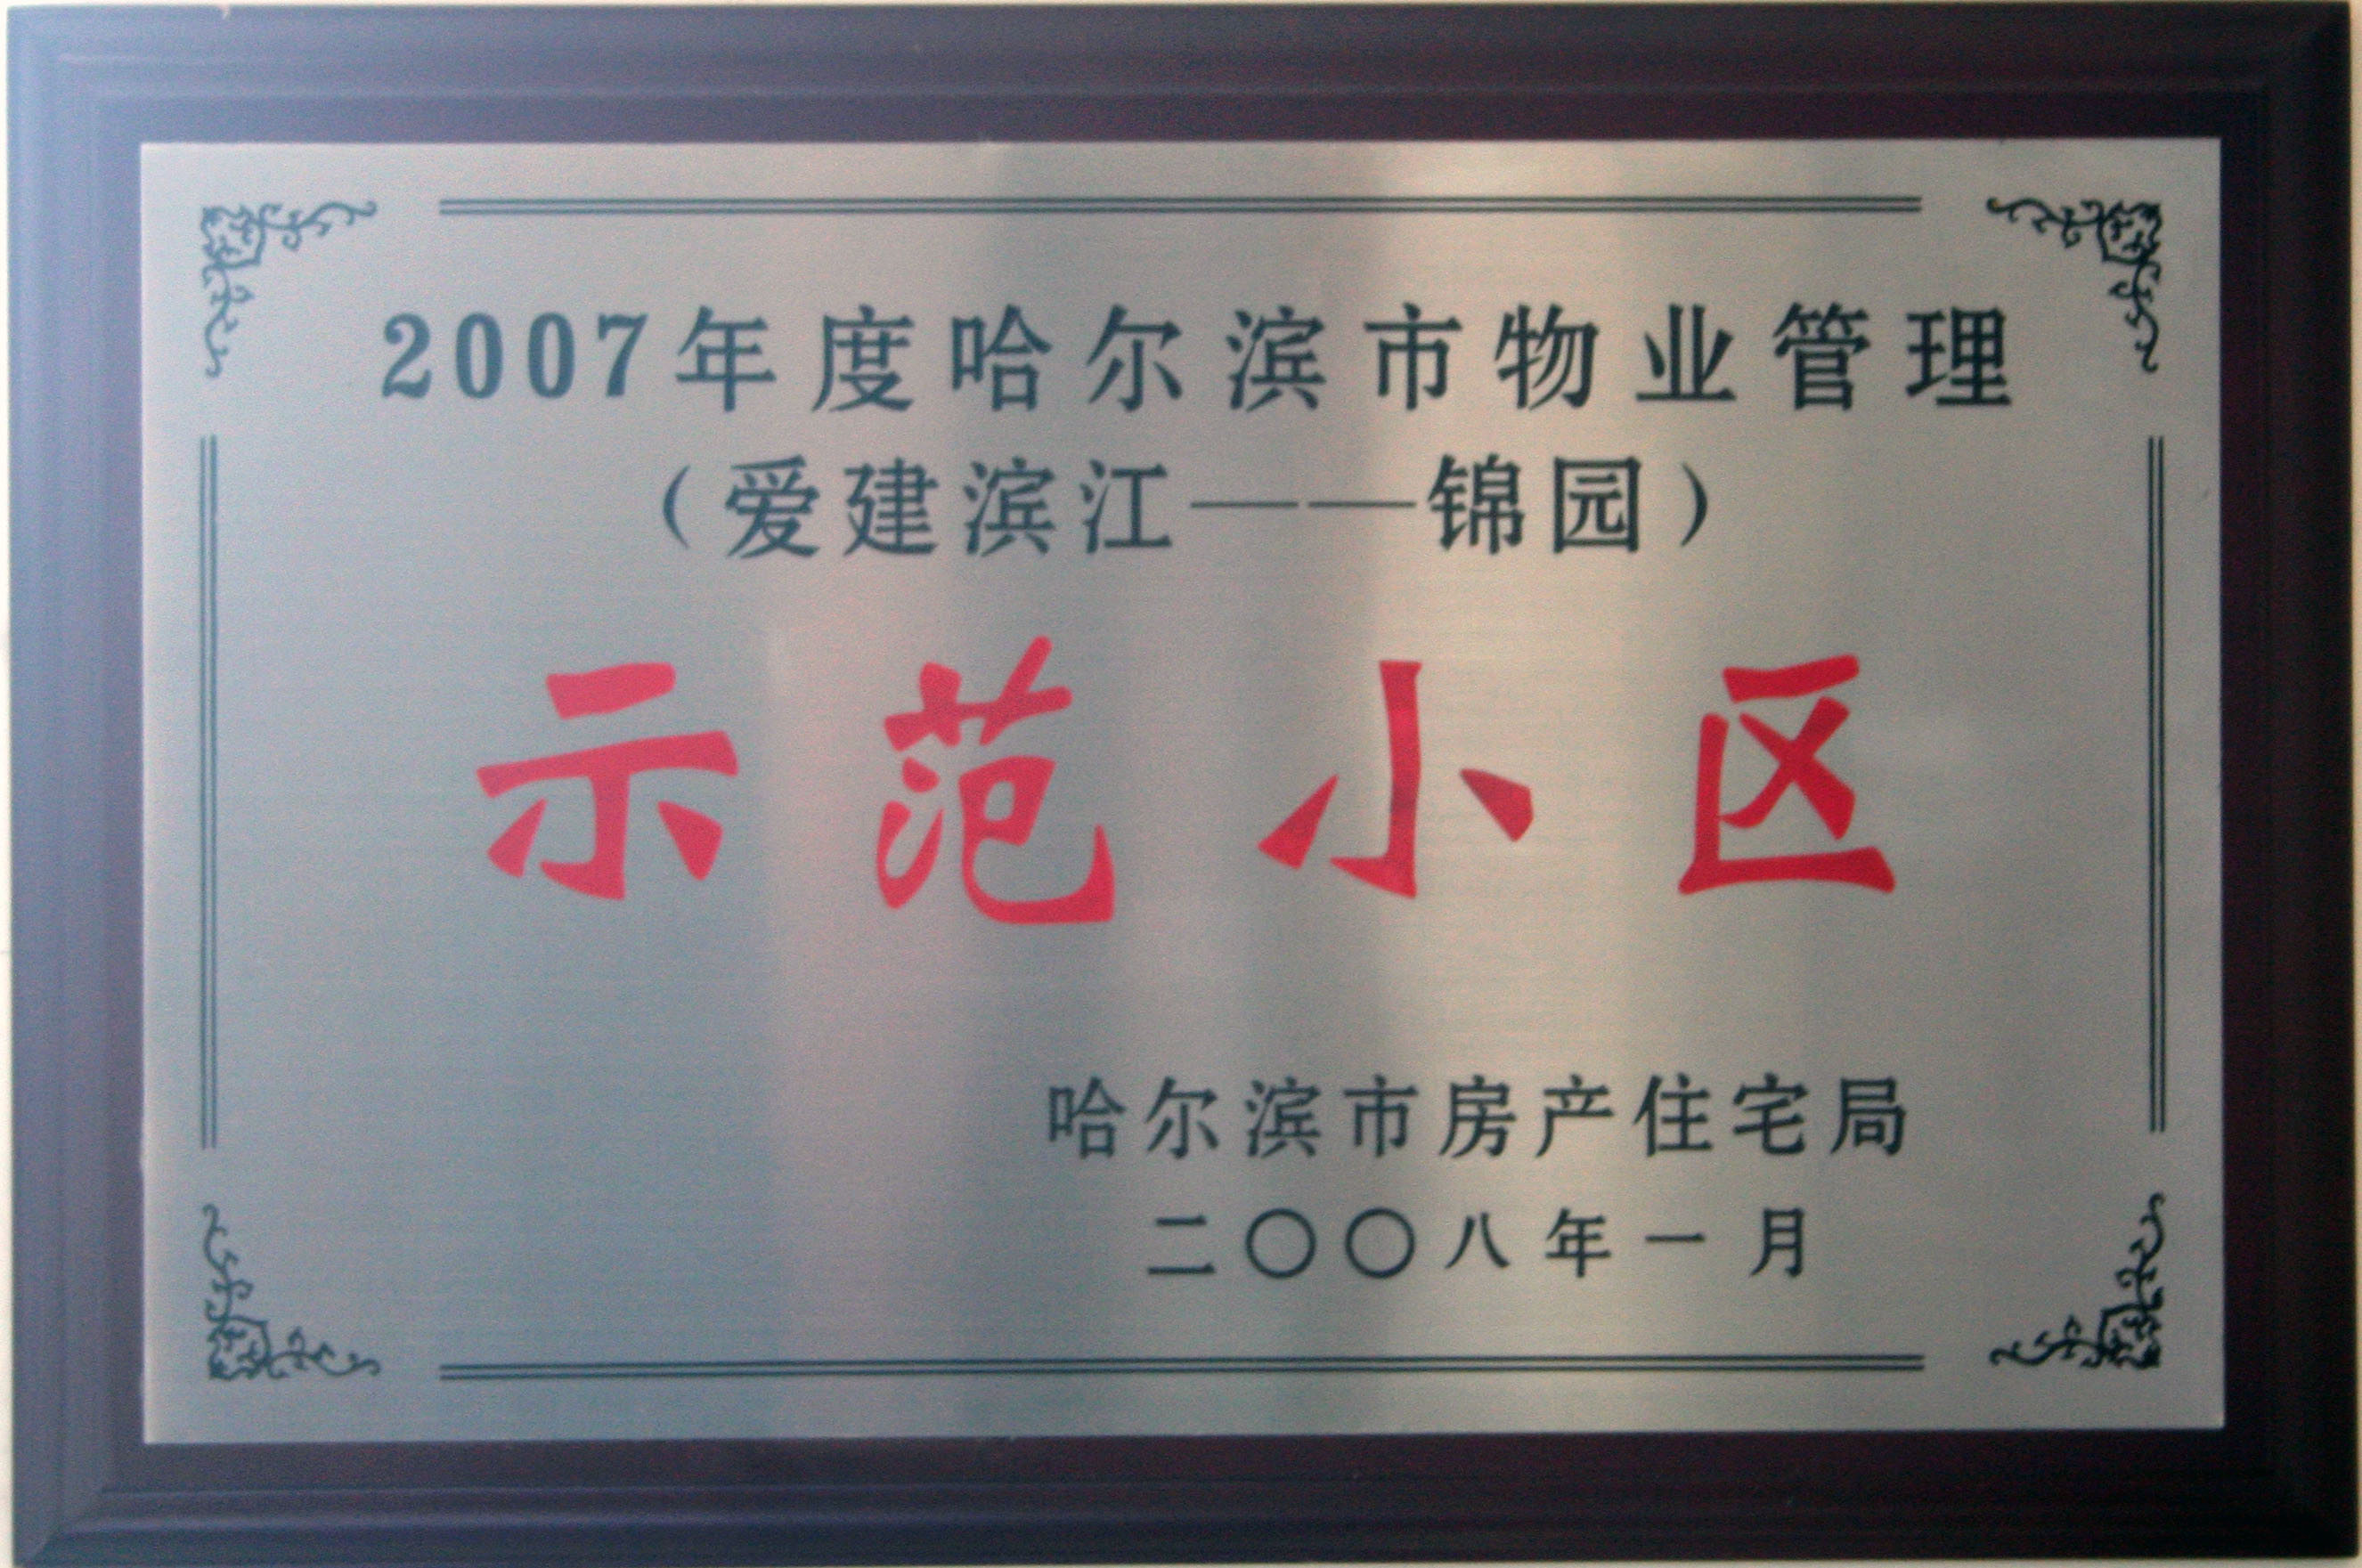 2007年度哈尔滨市物业管理
（爱建滨江——锦园）
示范小区
哈尔滨市房产住宅局
二〇〇八年一月